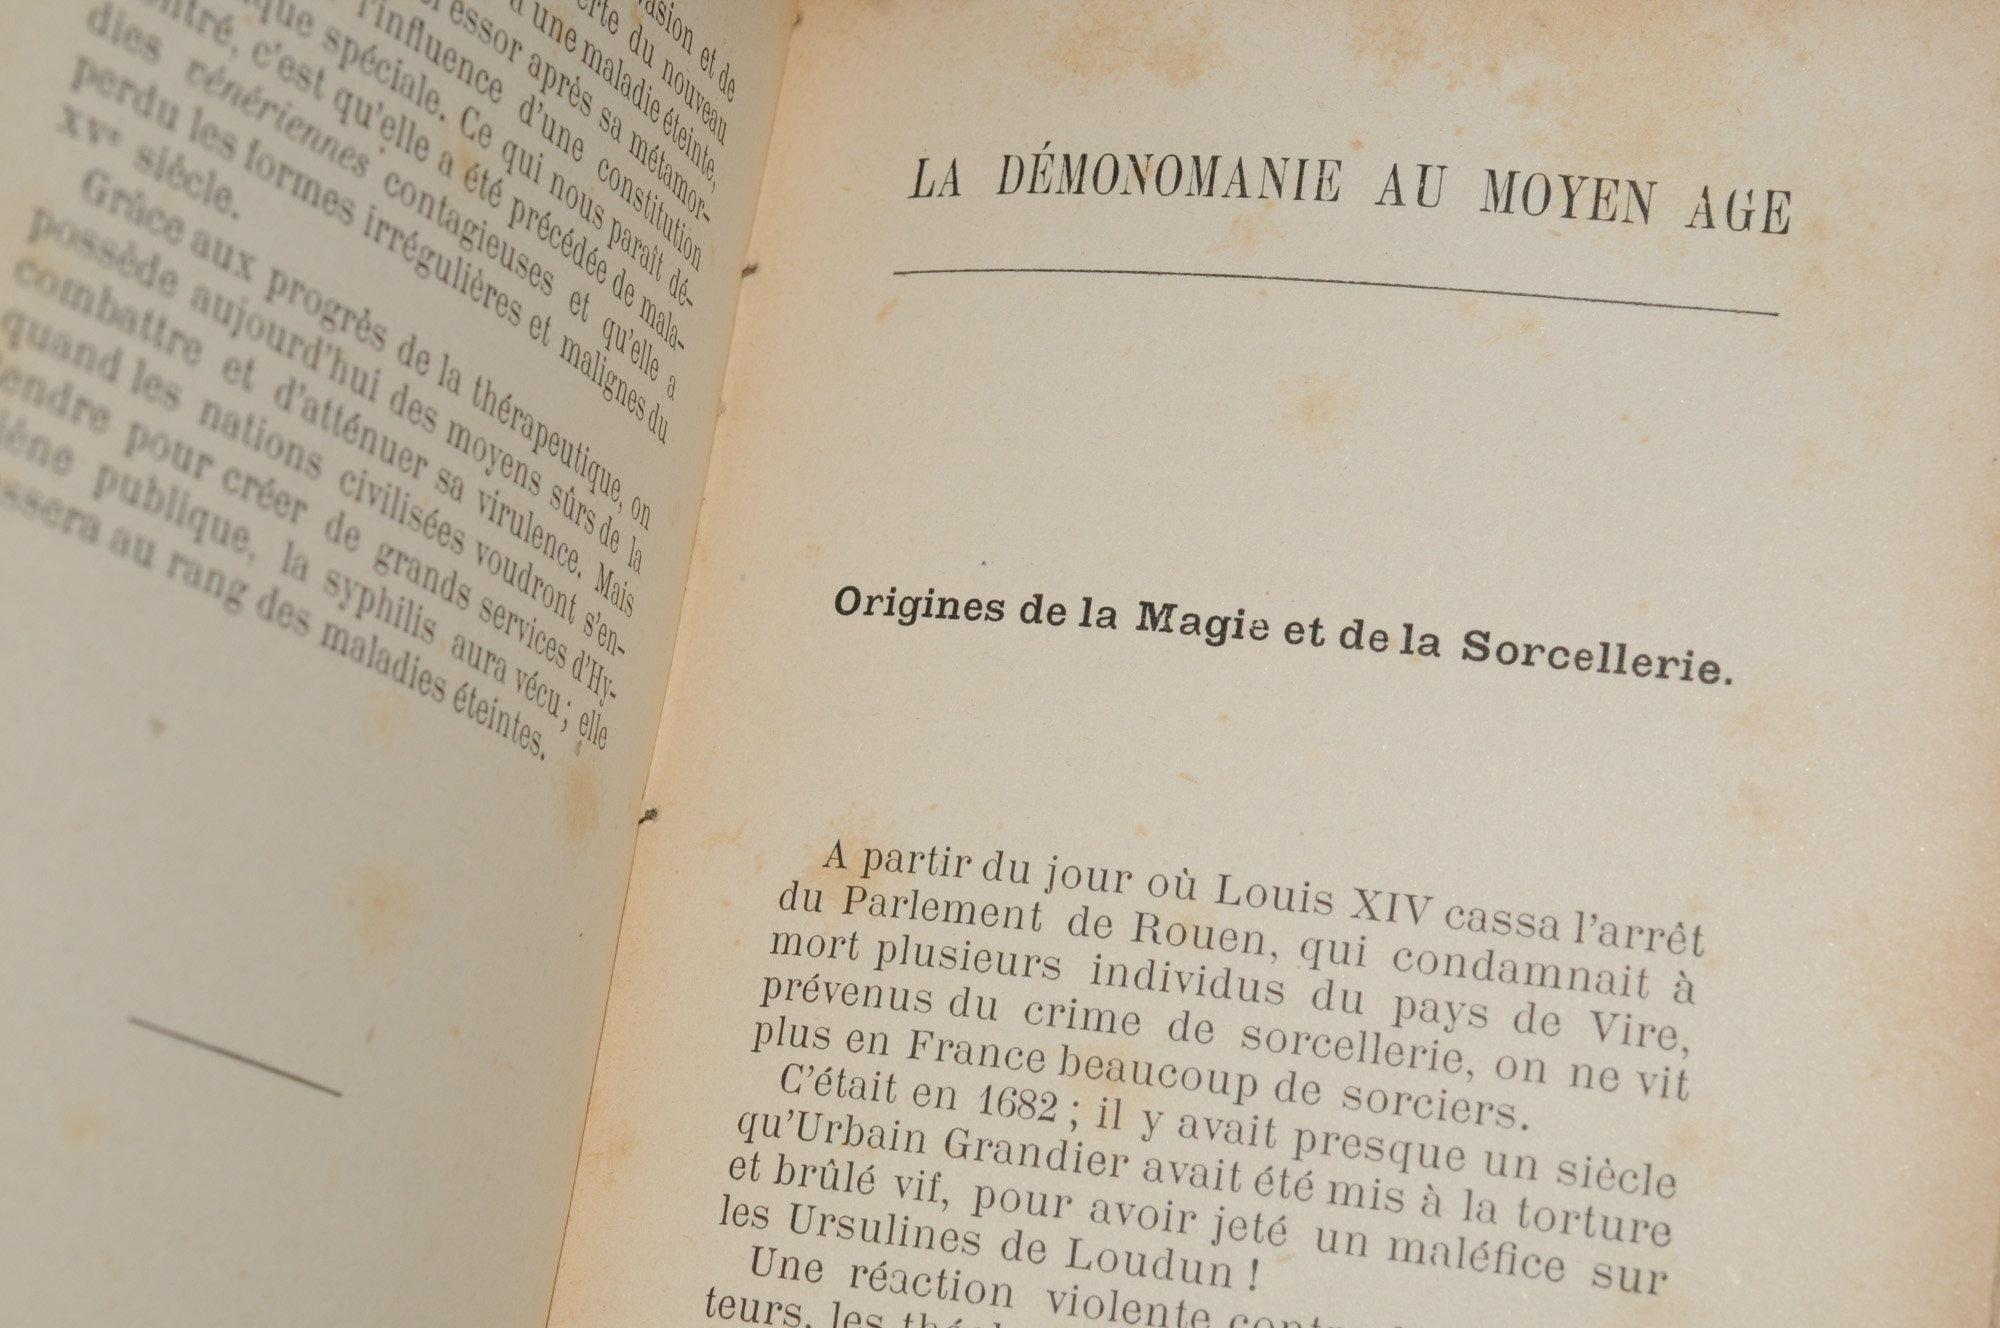 vasion et de
erte du nouveau
à une maladie éteinte,
essor après sa métamor-
l'influence d'une constitution
que spéciale. Ce qui nous paraît dé-
ontré, c'est qu'elle a été précédée de mala-
dies vénériennes contagieuses et qu'elle a
perdu les formes irrégulières et malignes du
XVe siècle.
Grâce aux progrès de la thérapeutique, on
possède aujourd'hui des moyens sûrs de la
combattre et d'atténuer sa virulence. Mais
quand les nations civilisées voudront s'en-
tendre pour créer de grands services d'Hy-
iène publique, la syphilis aura vécu; elle
ssera au rang des maladies éteintes.
LA DÉMONOMANIE AU MOYEN AGE
Origines de la Magie et de la Sorcellerie.
A partir du jour où Louis XIV cassa l'arrêt
du Parlement de Rouen, qui condamnait à
mort plusieurs individus du pays de Vire,
prévenus du crime de sorcellerie, on ne vit
plus en France beaucoup de sorciers.
C'était en 1682; il y avait presque un siècle
qu'Urbain Grandier avait été mis à la torture
et brûlé vif, pour avoir jeté un maléfice sur
les Ursulines de Loudun!
Une réaction violente
teurs, les